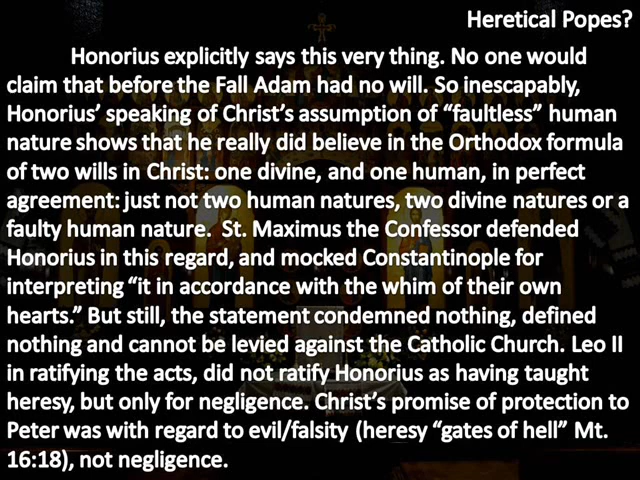 Heretical Popes?
Honorius explicitly says this very thing. No one would
claim that before the Fall Adam had no will. So inescapably,
Honorius’ speaking of Christ’s assumption of “faultless” human
nature shows that he really did believe in the Orthodox formula
of two wills in Christ: one divine, and one human, in perfect
agreement: just not two human natures, two divine natures or a
faulty human nature. St. Maximus the Confessor defended
Honorius in this regard, and mocked Constantinople for
interpreting “it in accordance with the whim of their own
hearts.” But still, the statement condemned nothing, defined
nothing and cannot be levied against the Catholic Church. Leo II
in ratifying the acts, did not ratify Honorius as having taught
heresy, but only for negligence. Christ’s promise of protection to
Peter was with regard to evil/falsity (heresy “gates of hell” Mt.
16:18), not negligence.